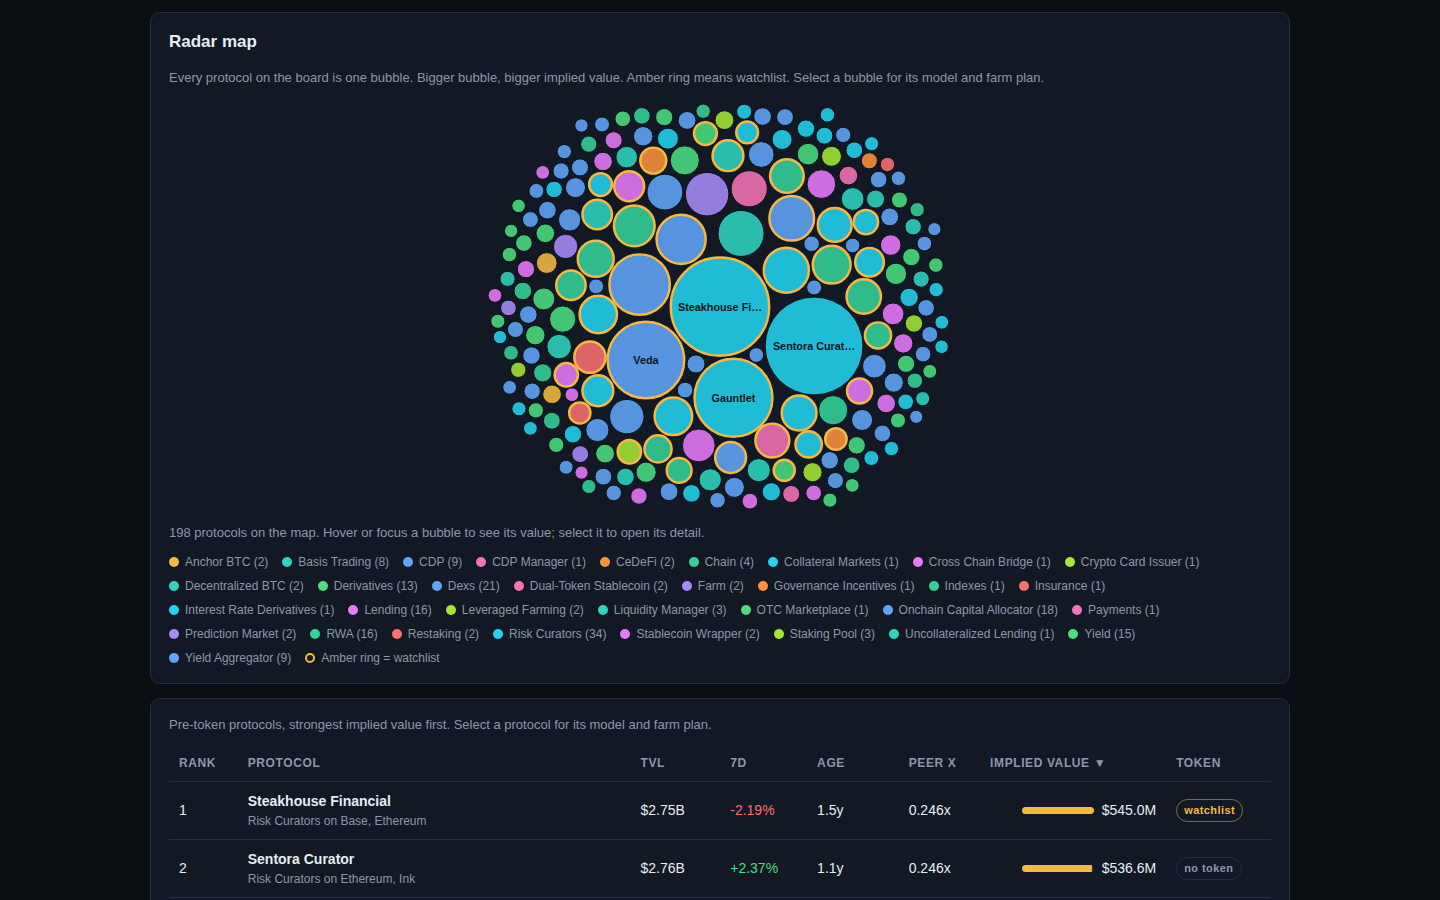 Radar map
Every protocol on the board is one bubble. Bigger bubble, bigger implied value. Amber ring means watchlist. Select a bubble for its model and farm plan.
Steakhouse Fi…
Sentora Curat…
Veda
Gauntlet
198 protocols on the map. Hover or focus a bubble to see its value; select it to open its detail.
Anchor BTC (2) Basis Trading (8) CDP (9) CDP Manager (1) CeDeFi (2) Chain (4) Collateral Markets (1) Cross Chain Bridge (1) Crypto Card Issuer (1)
Decentralized BTC (2) Derivatives (13) Dexs (21) Dual-Token Stablecoin (2) Farm (2) Governance Incentives (1) Indexes (1) Insurance (1)
Interest Rate Derivatives (1) Lending (16) Leveraged Farming (2) Liquidity Manager (3) OTC Marketplace (1) Onchain Capital Allocator (18) Payments (1)
Prediction Market (2) RWA (16) Restaking (2) Risk Curators (34) Stablecoin Wrapper (2) Staking Pool (3) Uncollateralized Lending (1) Yield (15)
Yield Aggregator (9) Amber ring = watchlist
Pre-token protocols, strongest implied value first. Select a protocol for its model and farm plan.
RANK PROTOCOL TVL 7D AGE PEER X IMPLIED VALUE ▼ TOKEN
1 Steakhouse Financial $2.75B -2.19% 1.5y 0.246x $545.0M watchlist
Risk Curators on Base, Ethereum
2 Sentora Curator $2.76B +2.37% 1.1y 0.246x $536.6M no token
Risk Curators on Ethereum, Ink